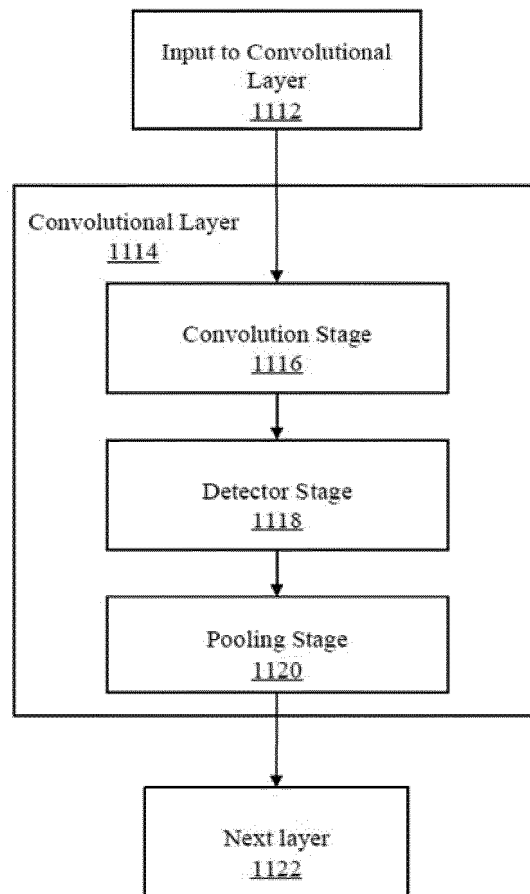 Input to Convolutional
Layer
1112
Convolutional Layer
1114
Convolution Stage
1116
Detector Stage
1118
Pooling Stage
1120
Next layer
1122